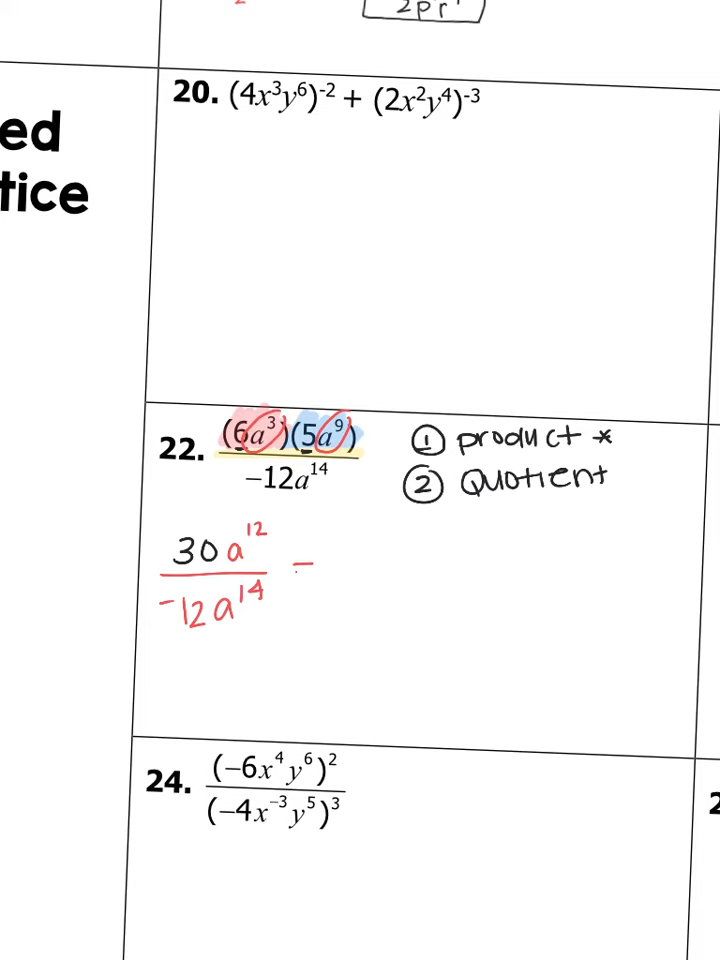 2pr
20. (4x³y⁶)⁻² + (2x²y⁴)⁻³
ed
tice
22. (6a³)(5a⁹)
-12a¹⁴
① product *
② Quotient
30a¹²
-12a¹⁴
=
24. (−6x⁴y⁶)²
(−4x⁻³y⁵)³
2